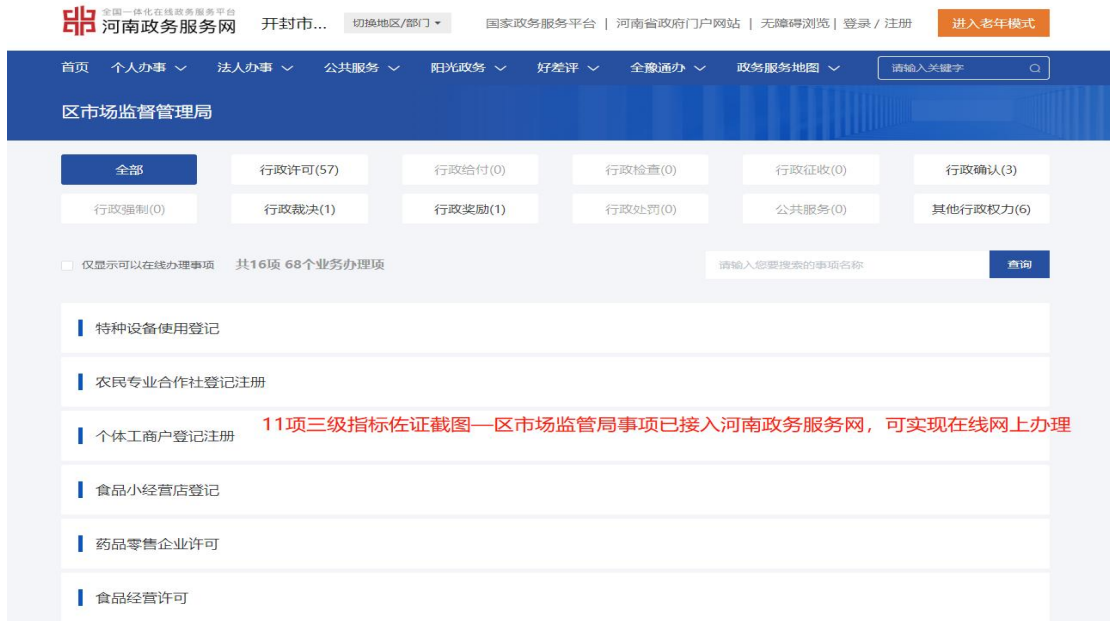 全国一体化在线政务服务平台
河南政务服务网 开封市... 切换地区/部门 国家政务服务平台 | 河南省政府门户网站 | 无障碍浏览 | 登录 / 注册 进入老年模式
首页 个人办事 法人办事 公共服务 阳光政务 好差评 全豫通办 政务服务地图 请输入关键字
区市场监督管理局
全部 行政许可(57) 行政给付(0) 行政检查(0) 行政征收(0) 行政确认(3)
行政强制(0) 行政裁决(1) 行政奖励(1) 行政处罚(0) 公共服务(0) 其他行政权力(6)
仅显示可以在线办理事项 共16项 68个业务办理项 请输入您要搜索的事项名称 查询
特种设备使用登记
农民专业合作社登记注册
11项三级指标佐证截图—区市场监管局事项已接入河南政务服务网，可实现在线网上办理
个体工商户登记注册
食品小经营店登记
药品零售企业许可
食品经营许可